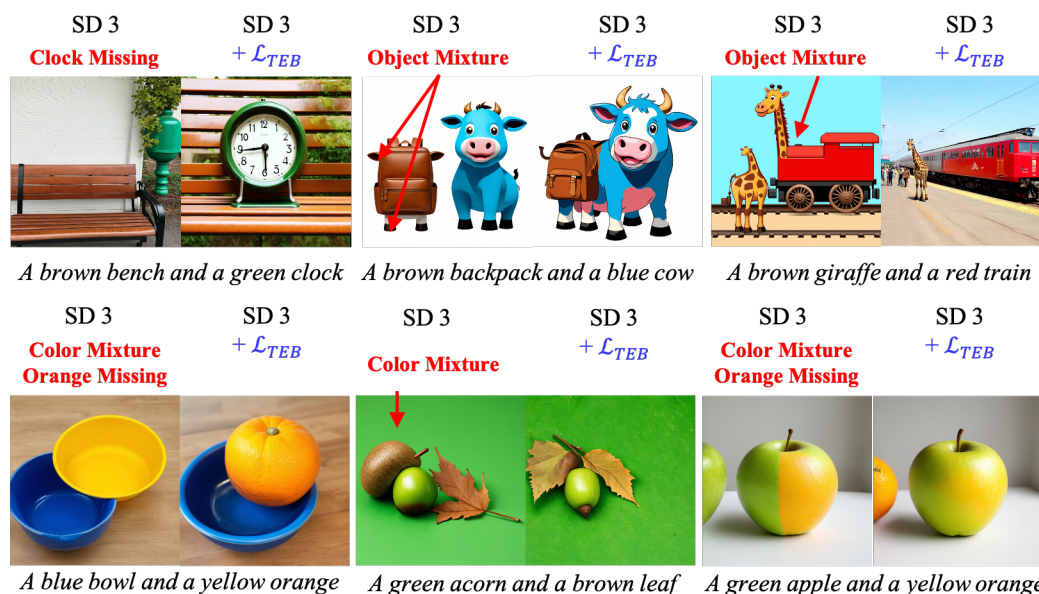 SD 3 SD 3 SD 3 SD 3 SD 3 SD 3
Clock Missing + ℒ_TEB Object Mixture + ℒ_TEB Object Mixture + ℒ_TEB
A brown bench and a green clock A brown backpack and a blue cow A brown giraffe and a red train
SD 3 SD 3 SD 3 SD 3 SD 3 SD 3
Color Mixture + ℒ_TEB Color Mixture + ℒ_TEB Color Mixture + ℒ_TEB
Orange Missing Orange Missing
A blue bowl and a yellow orange A green acorn and a brown leaf A green apple and a yellow orange